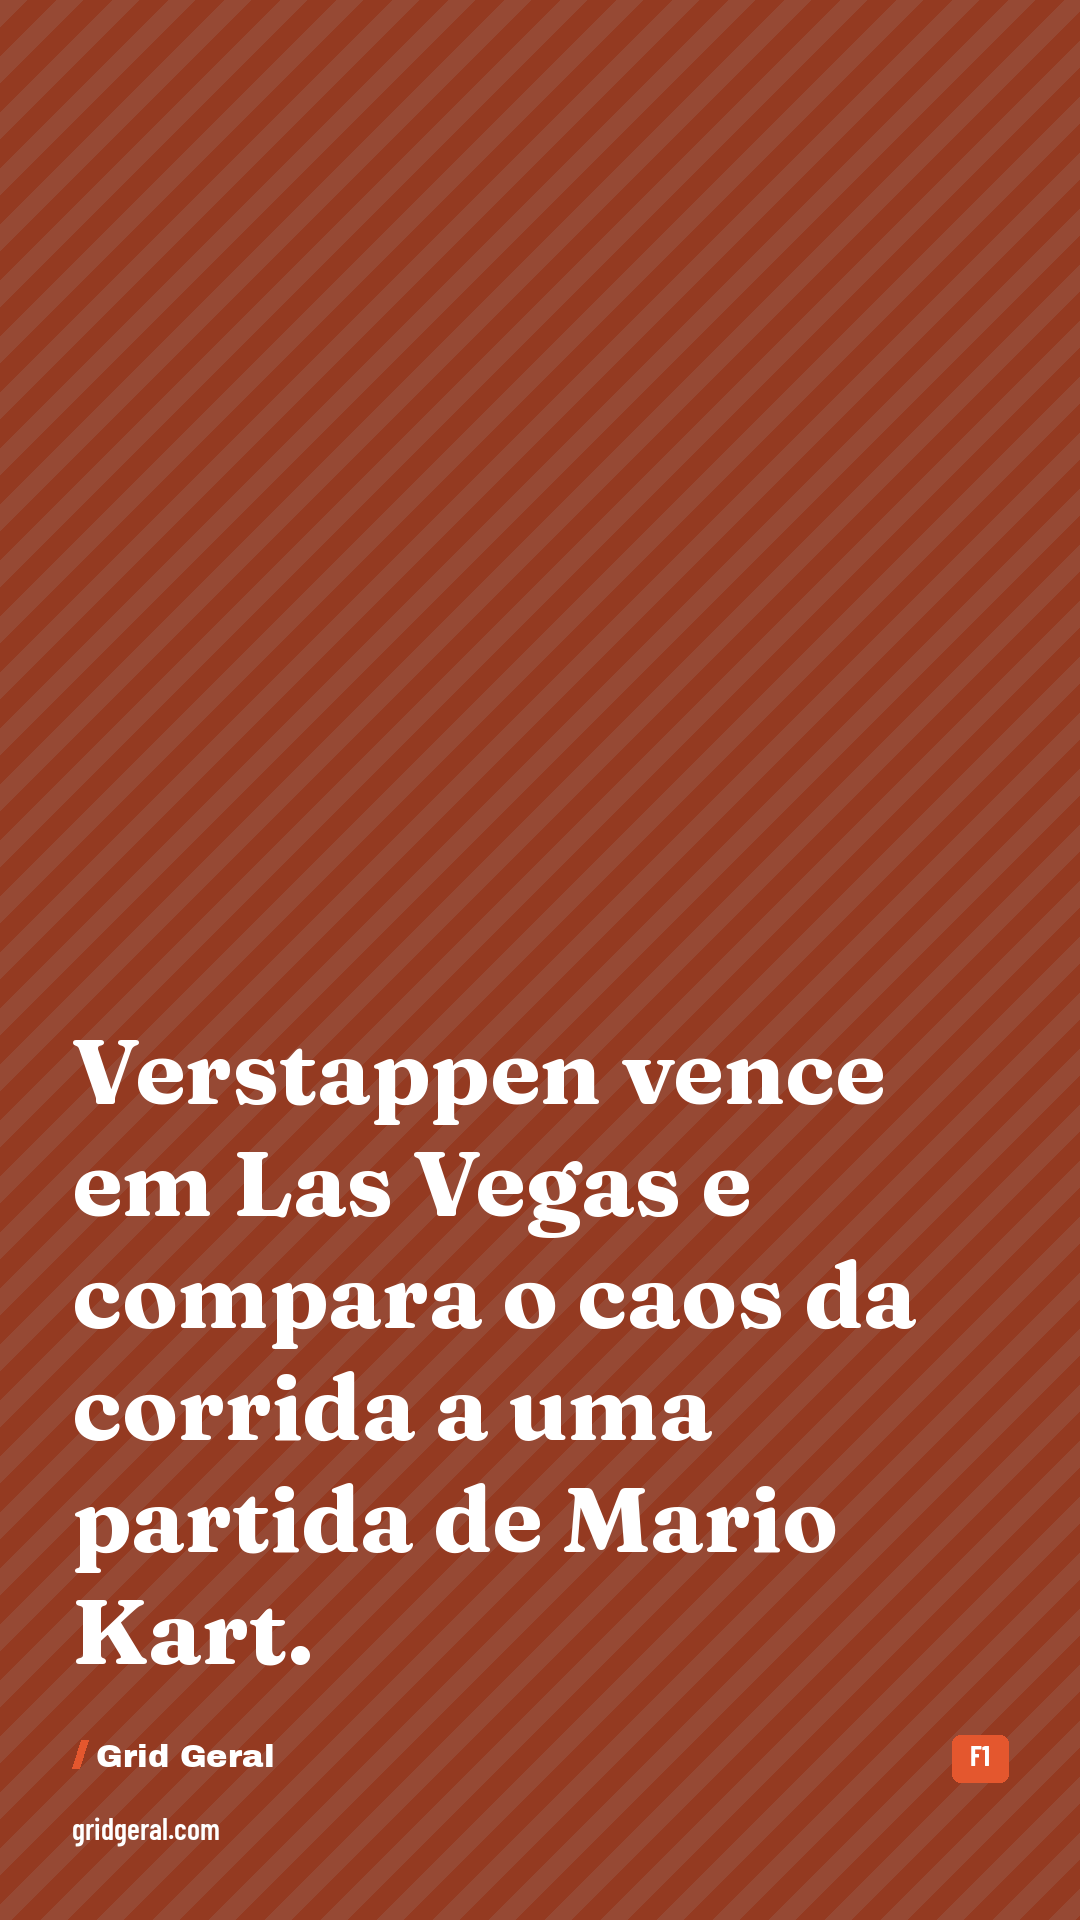 Verstappen vence
em Las Vegas e
compara o caos da
corrida a uma
partida de Mario
Kart.
Grid Geral
F1
gridgeral.com